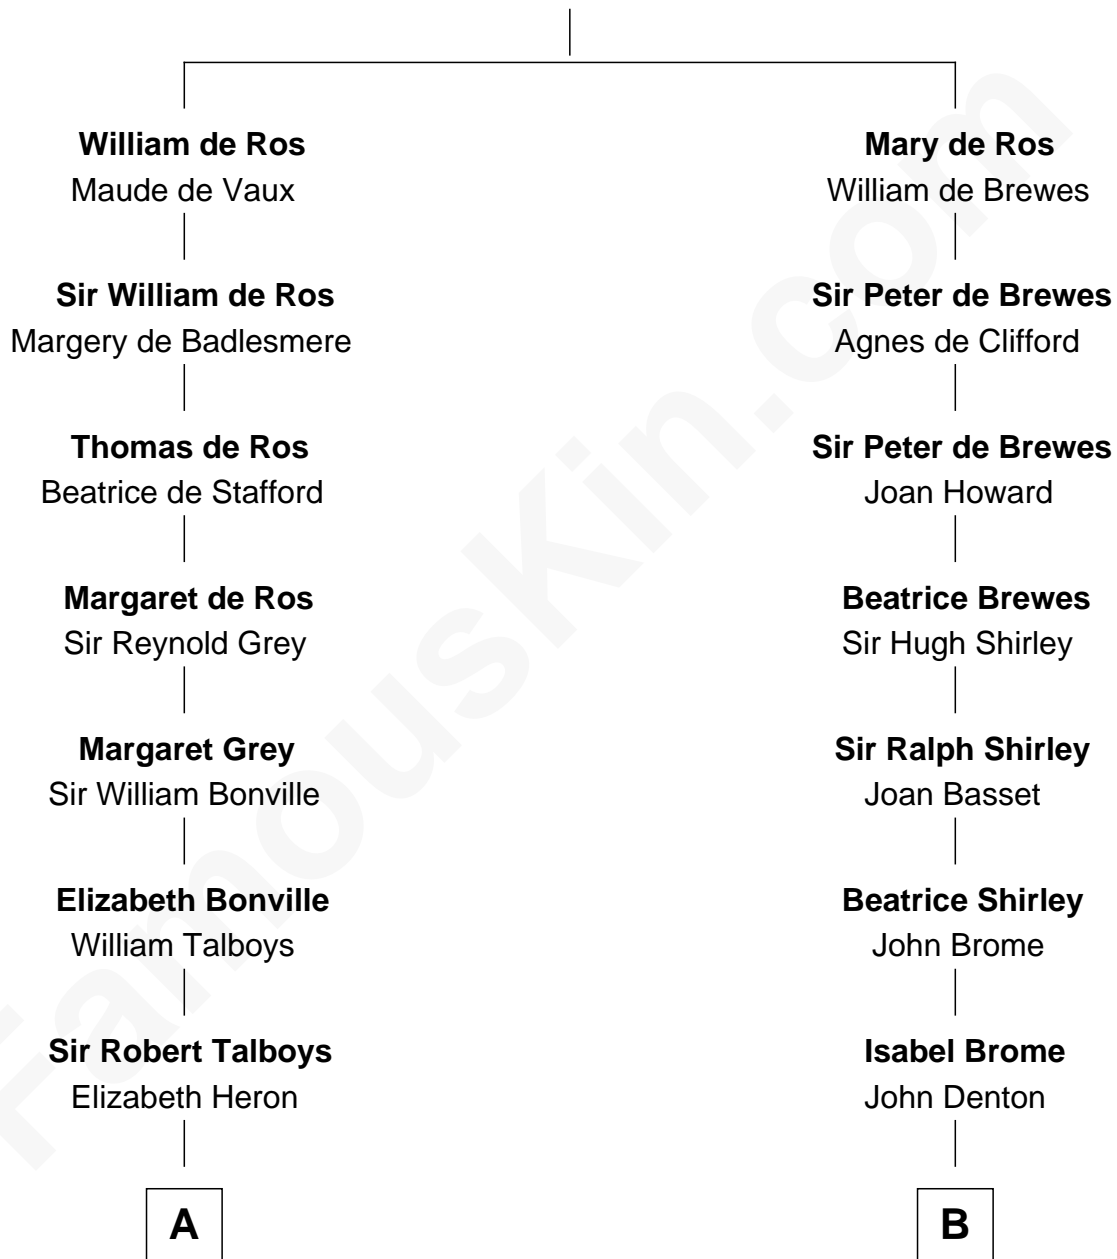 William de Ros
Maude de Vaux
Mary de Ros
William de Brewes
Sir William de Ros
Margery de Badlesmere
Sir Peter de Brewes
Agnes de Clifford
Thomas de Ros
Beatrice de Stafford
Sir Peter de Brewes
Joan Howard
Margaret de Ros
Sir Reynold Grey
Beatrice Brewes
Sir Hugh Shirley
Margaret Grey
Sir William Bonville
Sir Ralph Shirley
Joan Basset
Elizabeth Bonville
William Talboys
Beatrice Shirley
John Brome
Sir Robert Talboys
Elizabeth Heron
Isabel Brome
John Denton
A
B
FamousKin.com